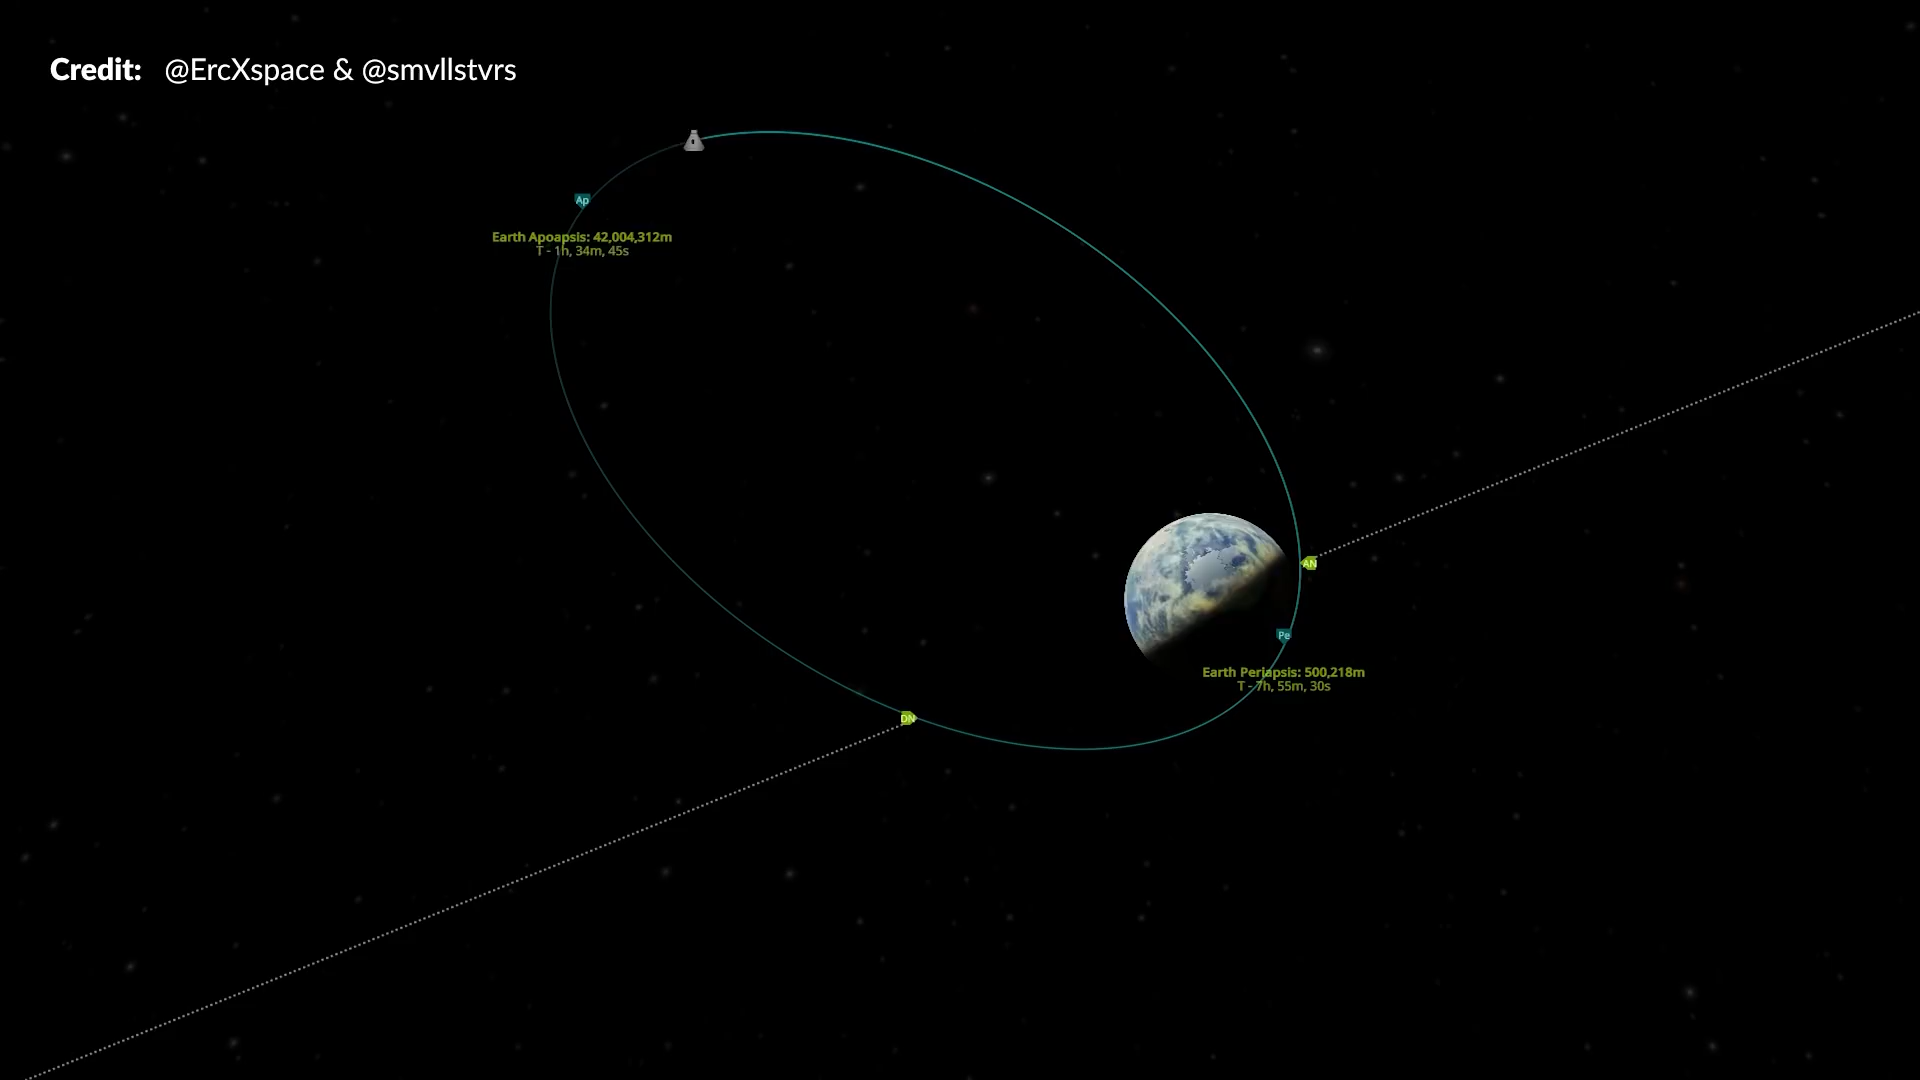 Credit: @ErcXspace & @smvllstvrs
Ap
Earth Apoapsis: 42,004,312m
T - 1h, 34m, 45s
AN
Pe
Earth Periapsis: 500,218m
T - 7h, 55m, 30s
DN